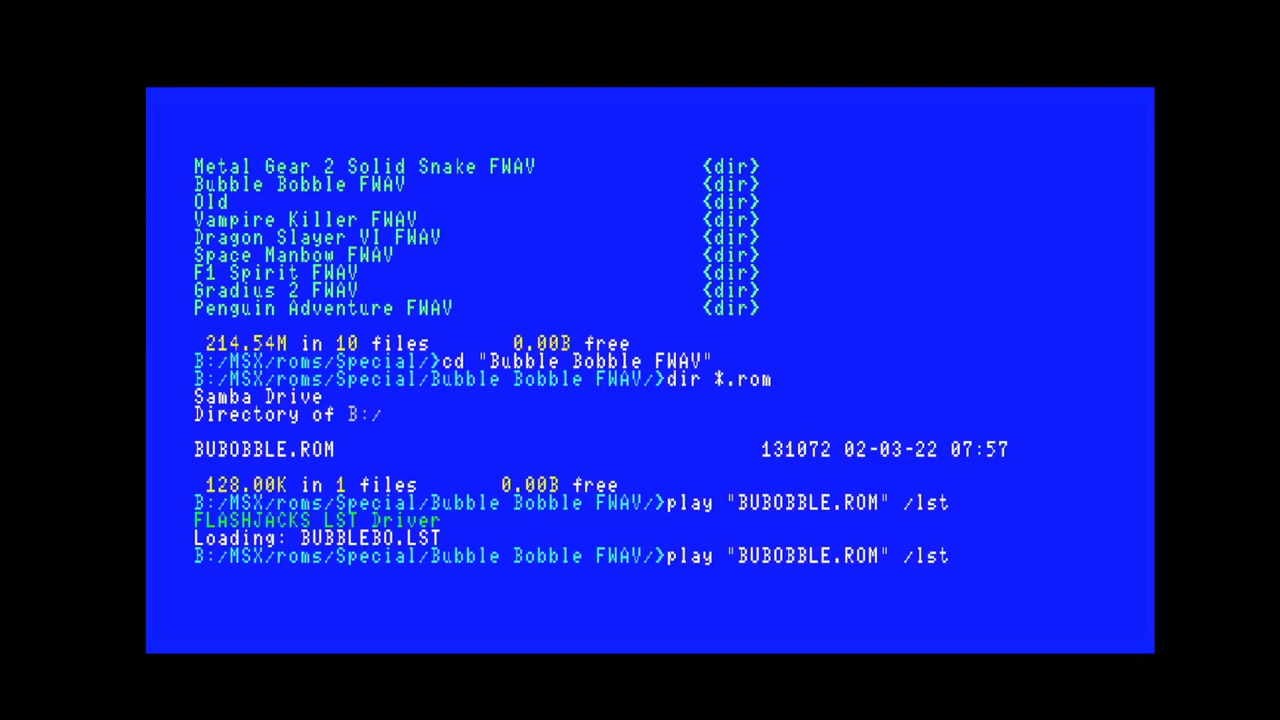 Metal Gear 2 Solid Snake FWAV {dir}
Bubble Bobble FWAV {dir}
Old {dir}
Vampire Killer FWAV {dir}
Dragon Slayer VI FWAV {dir}
Space Manbow FWAV {dir}
F1 Spirit FWAV {dir}
Gradius 2 FWAV {dir}
Penguin Adventure FWAV {dir}
214.54M in 10 files 0.00B free
B:/MSX/roms/Special/>cd "Bubble Bobble FWAV"
B:/MSX/roms/Special/Bubble Bobble FWAV/>dir *.rom
Samba Drive
Directory of B:/
BUBOBBLE.ROM 131072 02-03-22 07:57
128.00K in 1 files 0.00B free
B:/MSX/roms/Special/Bubble Bobble FWAV/>play "BUBOBBLE.ROM" /lst
FLASHJACKS LST Driver
Loading: BUBBLEBO.LST
B:/MSX/roms/Special/Bubble Bobble FWAV/>play "BUBOBBLE.ROM" /lst